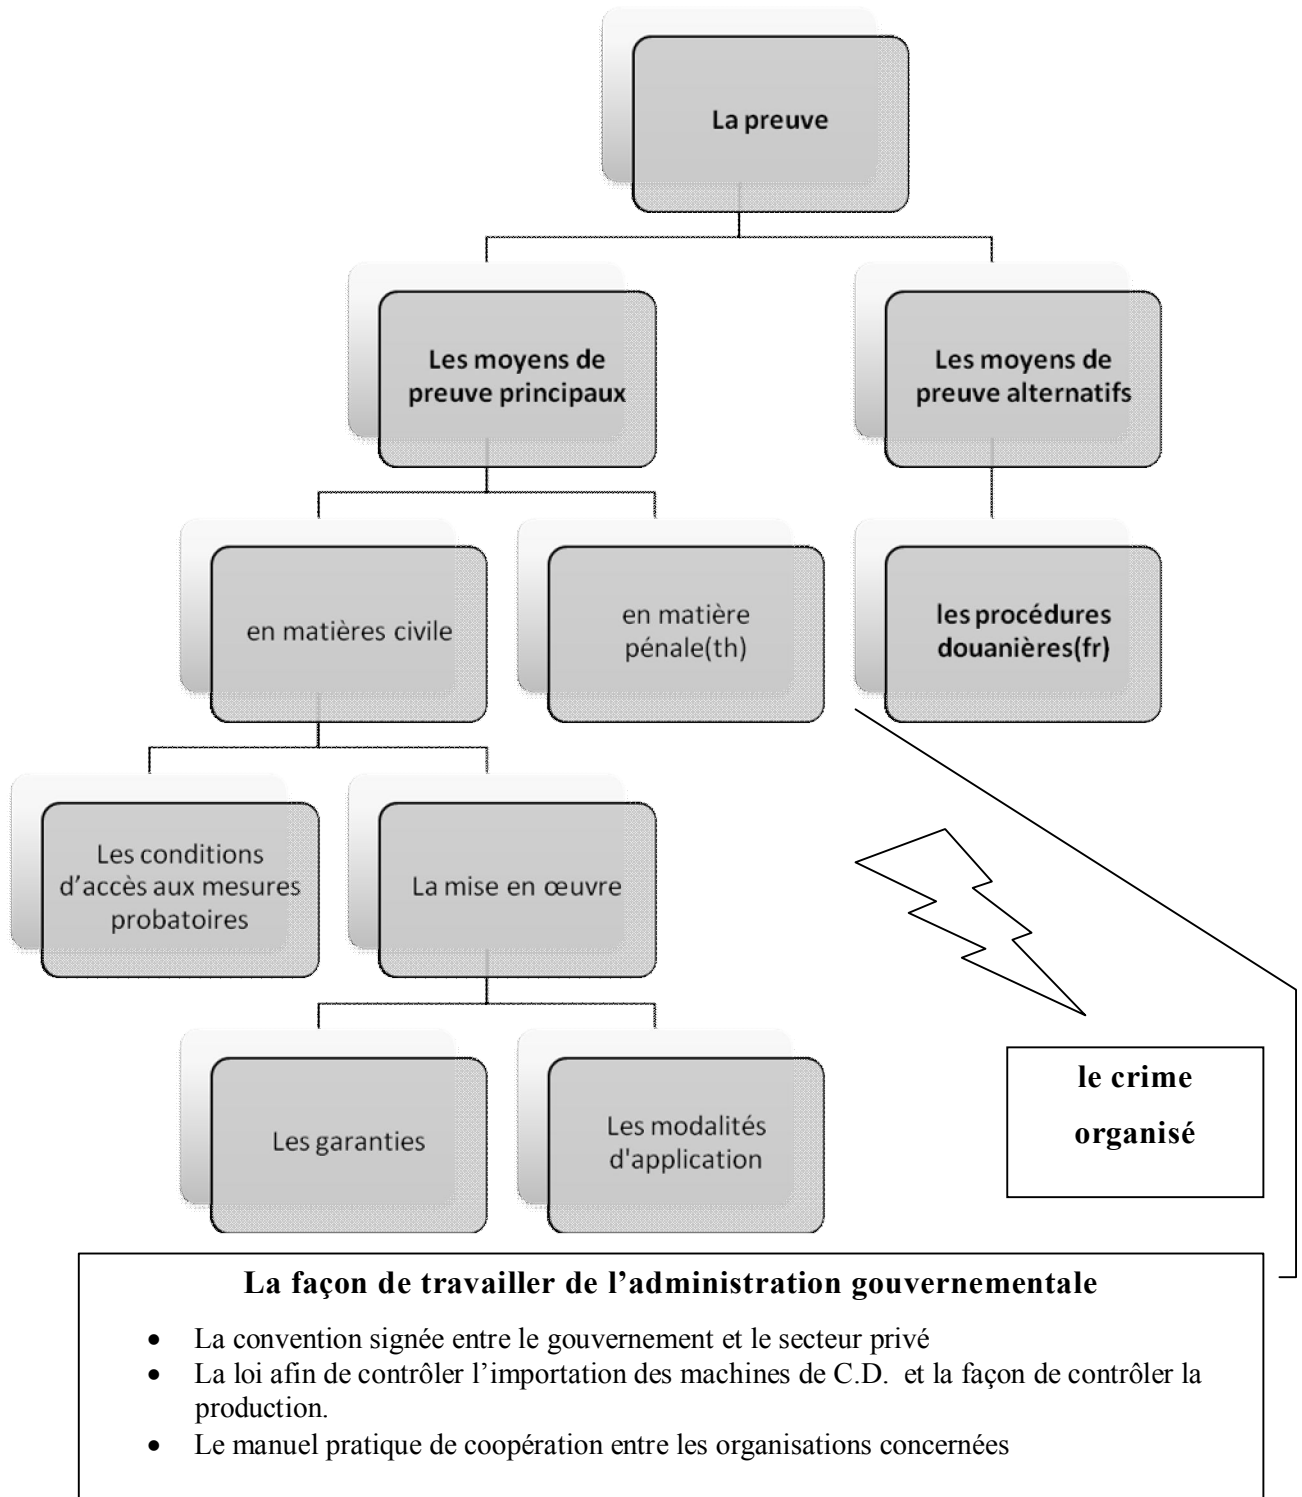 La preuve
Les moyens de
preuve principaux
Les moyens de
preuve alternatifs
en matières civile
en matière
pénale(th)
les procédures
douanières(fr)
Les conditions
d'accès aux mesures
probatoires
La mise en œuvre
Les garanties
Les modalités
d'application
le crime
organisé
La façon de travailler de l’administration gouvernementale
• La convention signée entre le gouvernement et le secteur privé
• La loi afin de contrôler l’importation des machines de C.D. et la façon de contrôler la
production.
• Le manuel pratique de coopération entre les organisations concernées